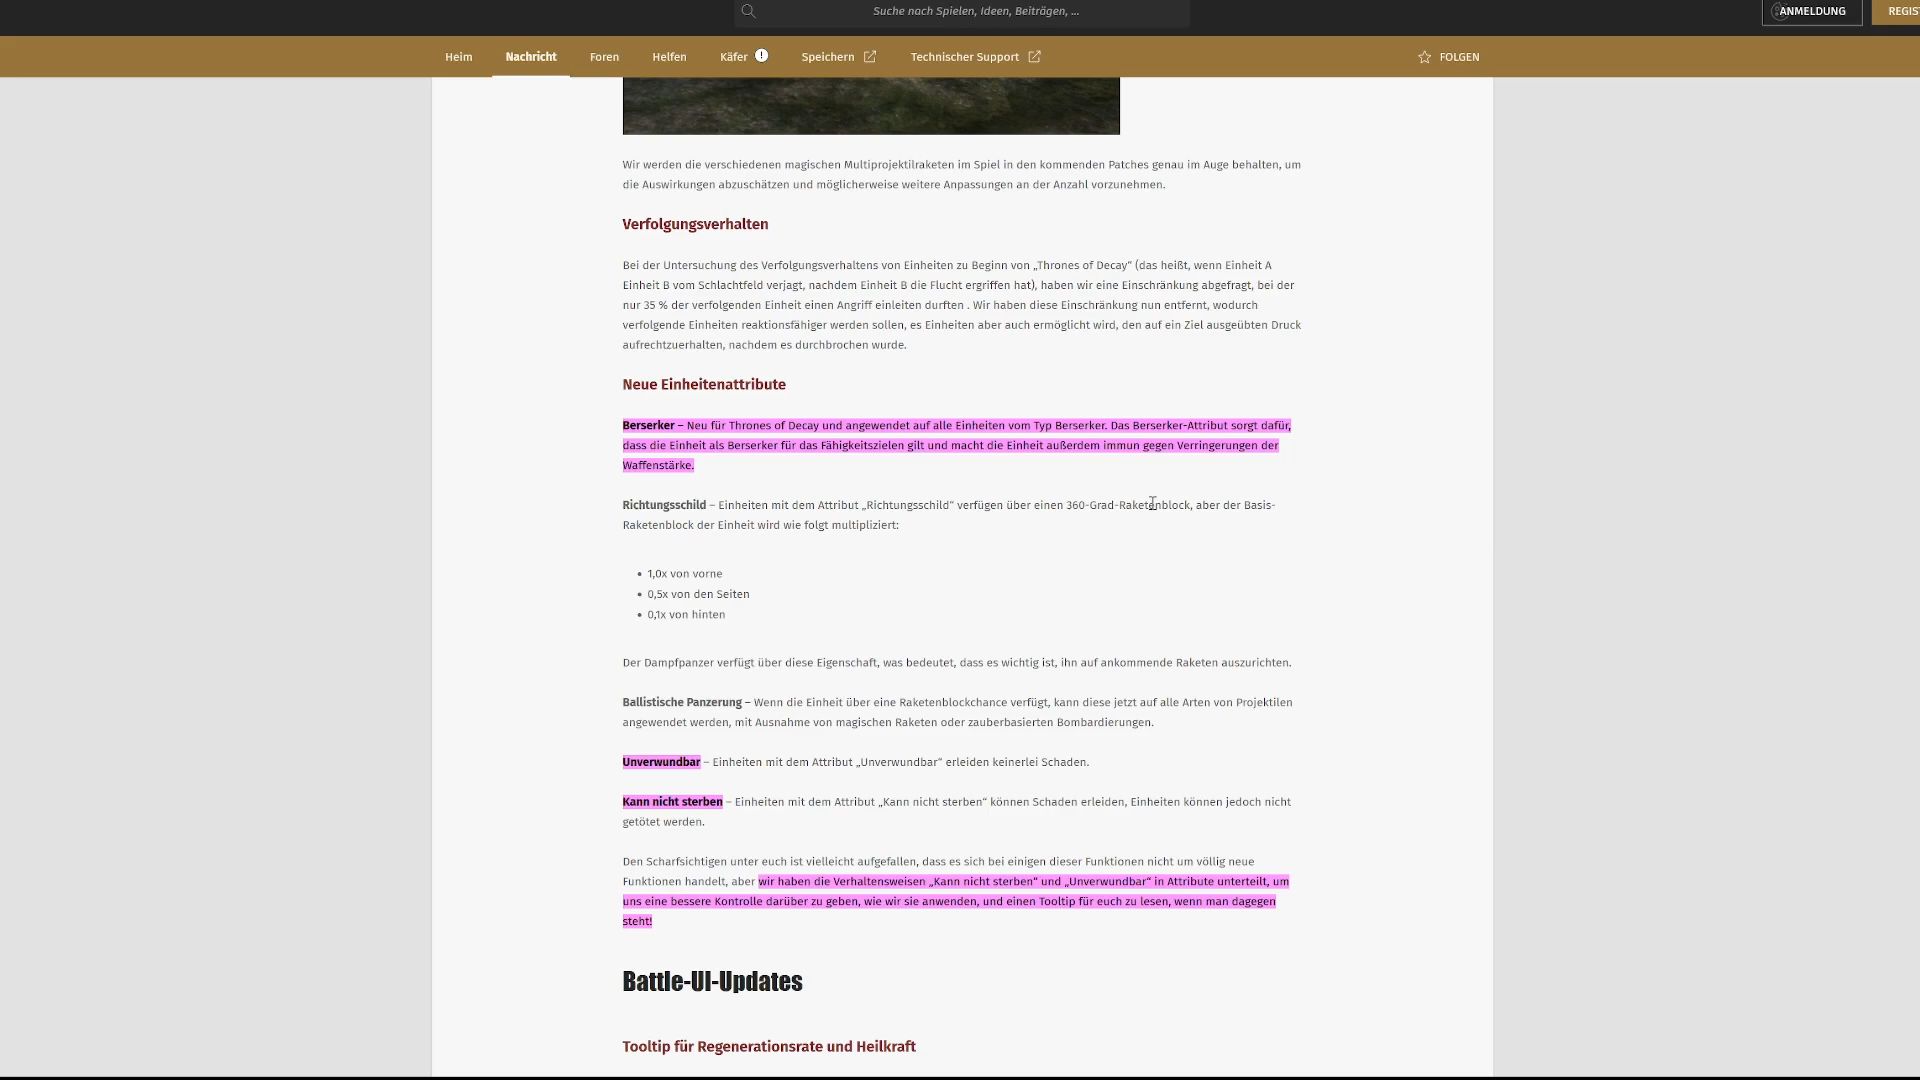 Suche nach Spielen, Ideen, Beiträgen, ...
ANMELDUNG
Heim
Nachricht
Foren
Helfen
Käfer
Speichern
Technischer Support
FOLGEN
Wir werden die verschiedenen magischen Multiprojektilraketen im Spiel in den kommenden Patches genau im Auge behalten, um
die Auswirkungen abzuschätzen und möglicherweise weitere Anpassungen an der Anzahl vorzunehmen.
Verfolgungsverhalten
Bei der Untersuchung des Verfolgungsverhaltens von Einheiten zu Beginn von „Thrones of Decay“ (das heißt, wenn Einheit A
Einheit B vom Schlachtfeld verjagt, nachdem Einheit B die Flucht ergriffen hat), haben wir eine Einschränkung abgefragt, bei der
nur 35 % der verfolgenden Einheit einen Angriff einleiten durften . Wir haben diese Einschränkung nun entfernt, wodurch
verfolgende Einheiten reaktionsfähiger werden sollen, es Einheiten aber auch ermöglicht wird, den auf ein Ziel ausgeübten Druck
aufrechtzuerhalten, nachdem es durchbrochen wurde.
Neue Einheitenattribute
Berserker – Neu für Thrones of Decay und angewendet auf alle Einheiten vom Typ Berserker. Das Berserker-Attribut sorgt dafür,
dass die Einheit als Berserker für das Fähigkeitszielen gilt und macht die Einheit außerdem immun gegen Verringerungen der
Waffenstärke.
Richtungsschild – Einheiten mit dem Attribut „Richtungsschild“ verfügen über einen 360-Grad-Raketenblock, aber der Basis-
Raketenblock der Einheit wird wie folgt multipliziert:
• 1,0x von vorne
• 0,5x von den Seiten
• 0,1x von hinten
Der Dampfpanzer verfügt über diese Eigenschaft, was bedeutet, dass es wichtig ist, ihn auf ankommende Raketen auszurichten.
Ballistische Panzerung – Wenn die Einheit über eine Raketenblockchance verfügt, kann diese jetzt auf alle Arten von Projektilen
angewendet werden, mit Ausnahme von magischen Raketen oder zauberbasierten Bombardierungen.
Unverwundbar – Einheiten mit dem Attribut „Unverwundbar“ erleiden keinerlei Schaden.
Kann nicht sterben – Einheiten mit dem Attribut „Kann nicht sterben“ können Schaden erleiden, Einheiten können jedoch nicht
getötet werden.
Den Scharfsichtigen unter euch ist vielleicht aufgefallen, dass es sich bei einigen dieser Funktionen nicht um völlig neue
Funktionen handelt, aber wir haben die Verhaltensweisen „Kann nicht sterben“ und „Unverwundbar“ in Attribute unterteilt, um
uns eine bessere Kontrolle darüber zu geben, wie wir sie anwenden, und einen Tooltip für euch zu lesen, wenn man dagegen
steht!
Battle-UI-Updates
Tooltip für Regenerationsrate und Heilkraft